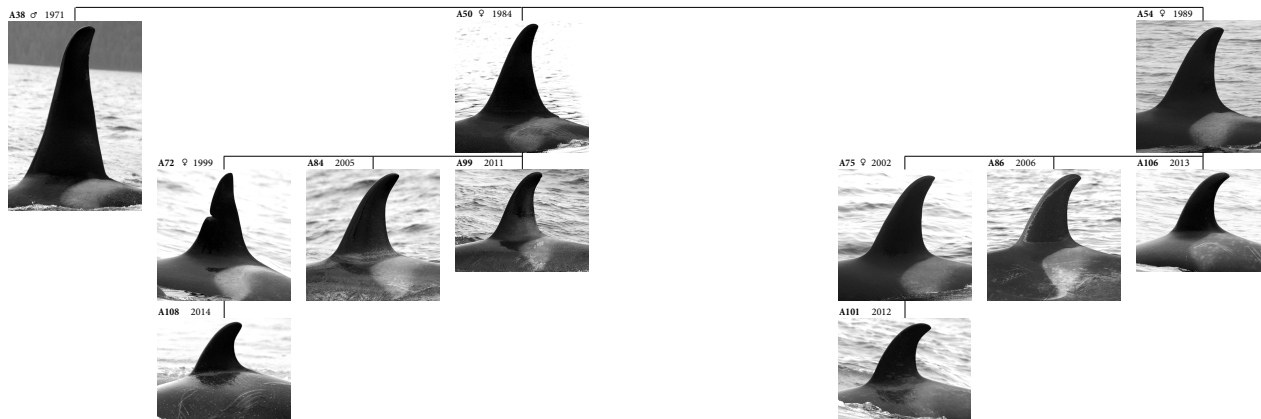 A38 ♂ 1971
A50 ♀ 1984
A54 ♀ 1989
A72 ♀ 1999
A84 2005
A99 2011
A75 ♀ 2002
A86 2006
A106 2013
A108 2014
A101 2012